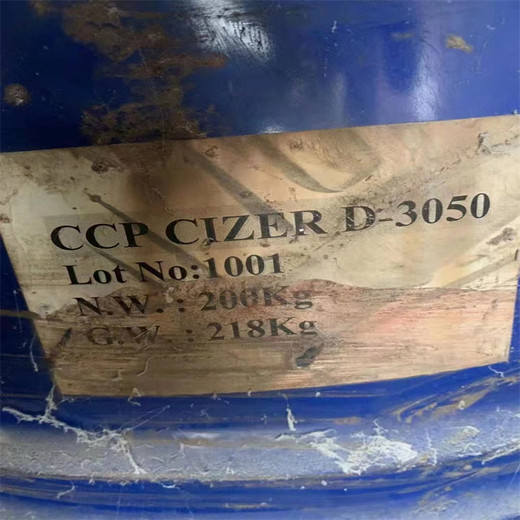 CCP CIZER D-3050
Lot No:1001
N.W. : 200Kg
G.W. : 218Kg